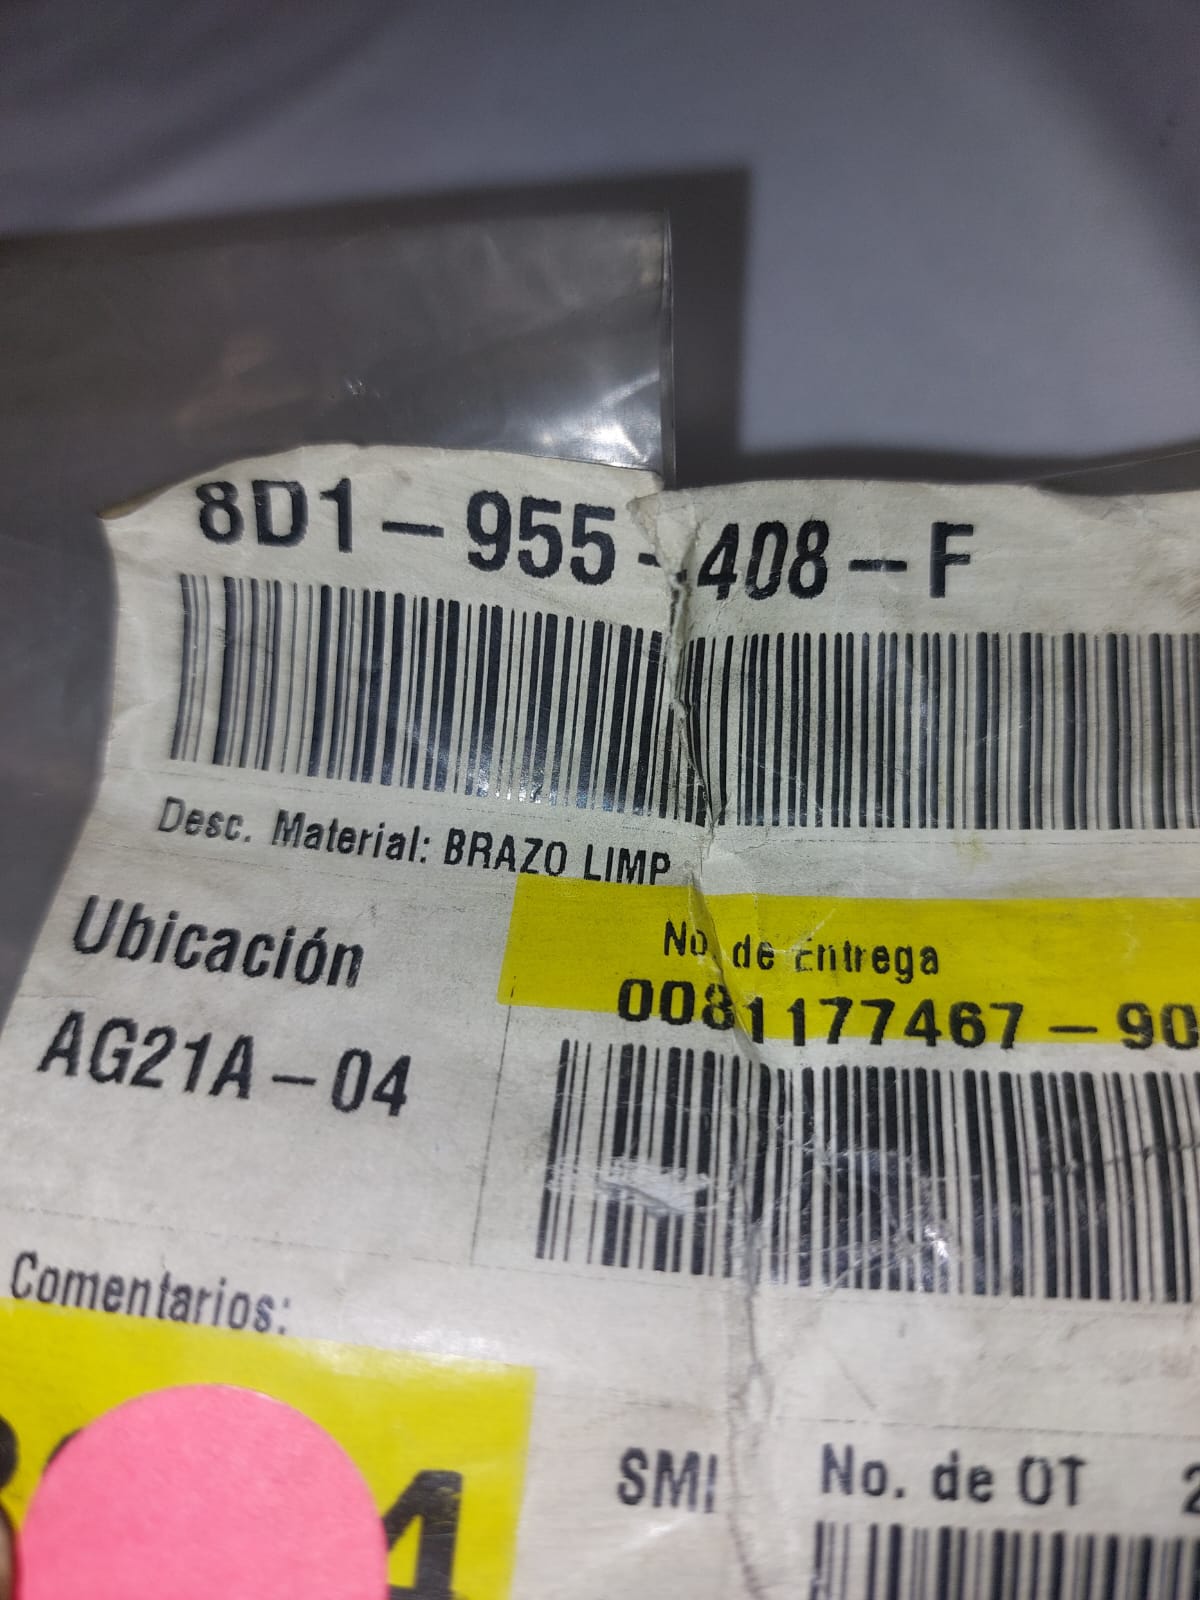 8D1-955-408-F
Desc. Material: BRAZO LIMP
Ubicación
No. de Entrega
0081177467-90
AG21A-04
Comentarios:
SMI
No. de OT